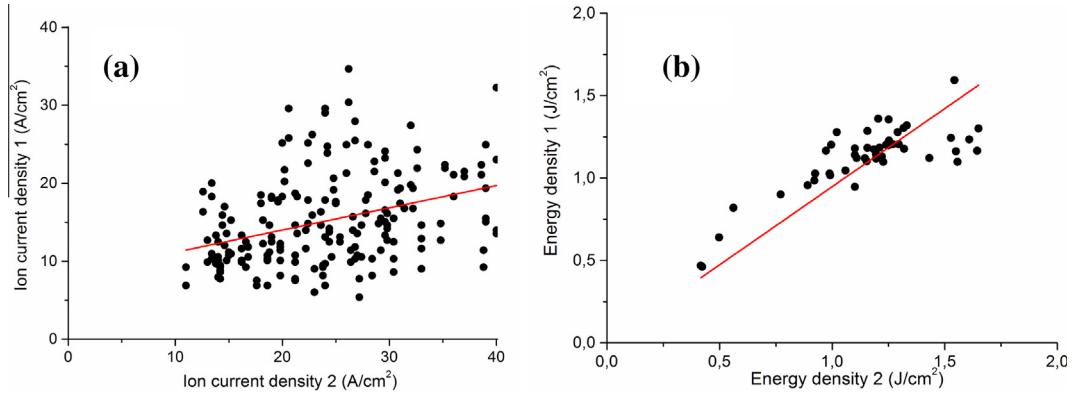 (a)
Ion current density 1 (A/cm²)
40
30
20
10
0
0 10 20 30 40
Ion current density 2 (A/cm²)
(b)
Energy density 1 (J/cm²)
2,0
1,5
1,0
0,5
0,0
0,0 0,5 1,0 1,5 2,0
Energy density 2 (J/cm²)